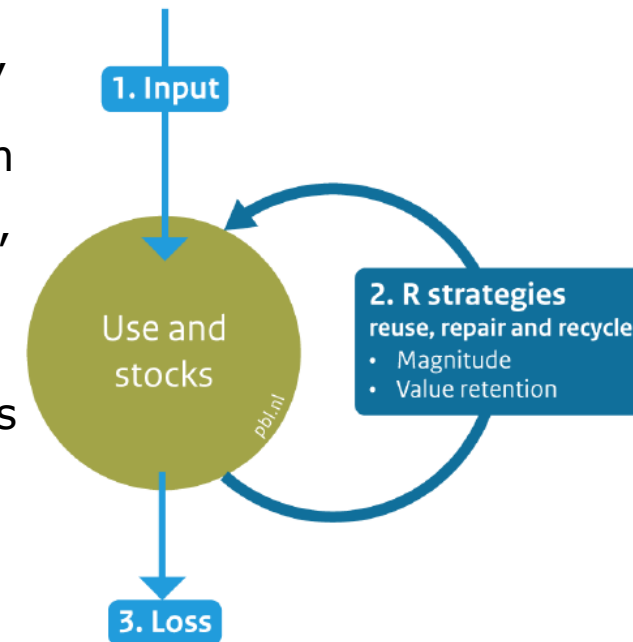 1. Input
Use and
stocks
pbl.nl
2. R strategies
reuse, repair and recycle
• Magnitude
• Value retention
3. Loss